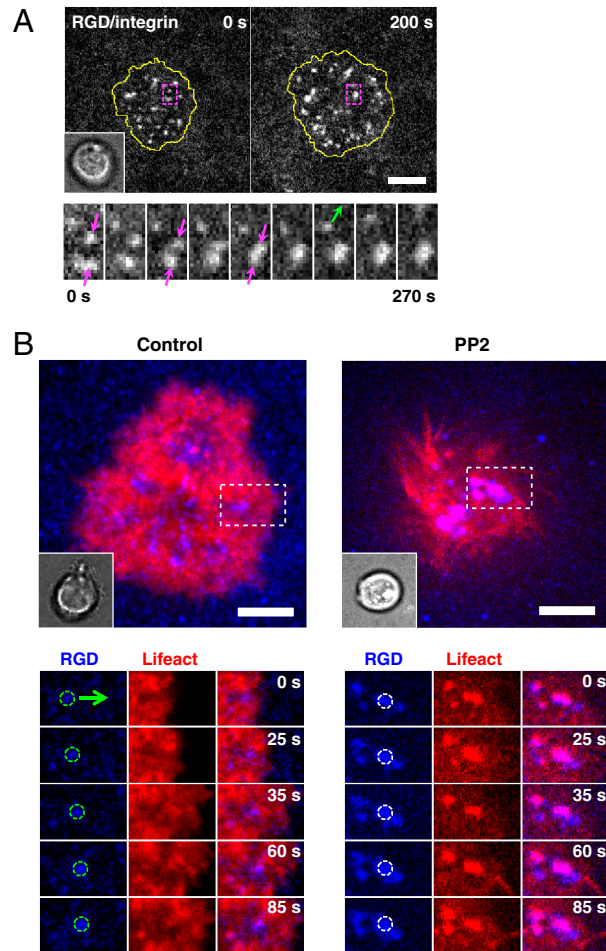 A
RGD/integrin 0 s 200 s
0 s 270 s
B
Control PP2
RGD Lifeact RGD Lifeact
0 s 0 s
25 s 25 s
35 s 35 s
60 s 60 s
85 s 85 s